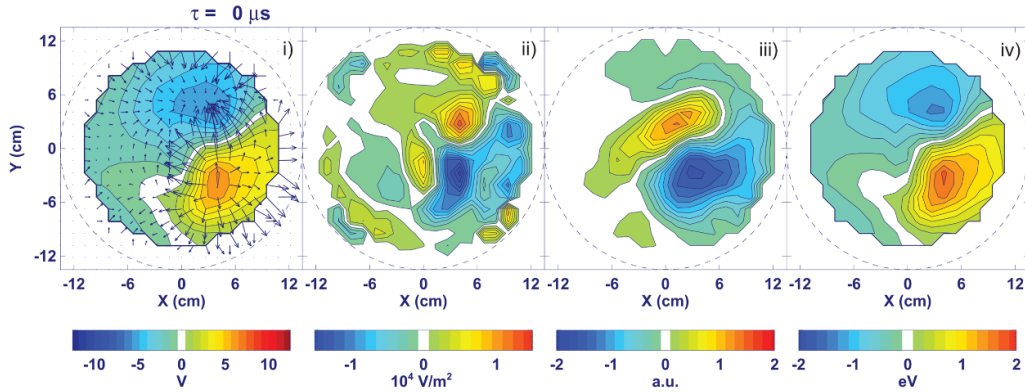 τ = 0 μs
i) ii) iii) iv)
Y (cm)
12
6
0
-6
-12
-12 -6 0 6 12 -12 -6 0 6 12 -12 -6 0 6 12 -12 -6 0 6 12
X (cm) X (cm) X (cm) X (cm)
-10 -5 0 5 10 -1 0 1 -2 -1 0 1 2 -2 -1 0 1 2
V 10⁴ V/m² a.u. eV